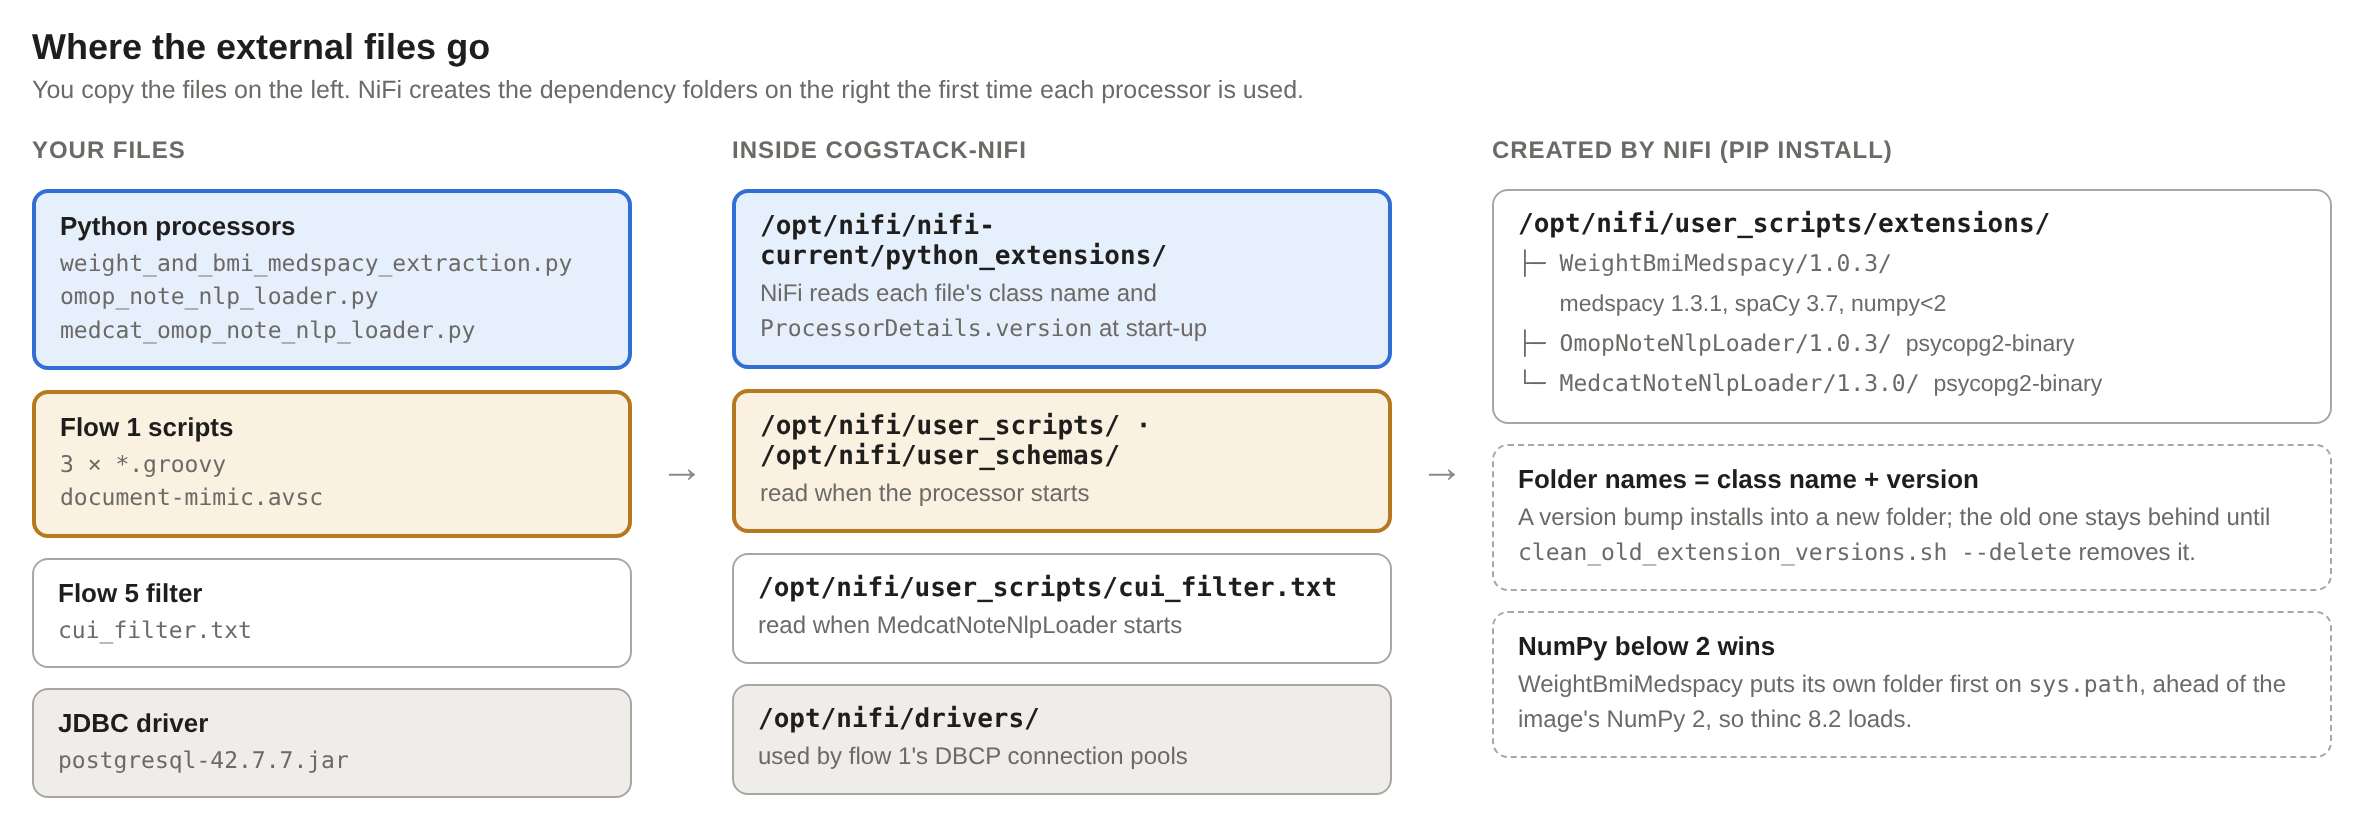 Where the external files go
You copy the files on the left. NiFi creates the dependency folders on the right the first time each processor is used.
YOUR FILES
Python processors
weight_and_bmi_medspacy_extraction.py
omop_note_nlp_loader.py
medcat_omop_note_nlp_loader.py
Flow 1 scripts
3 × *.groovy
document-mimic.avsc
Flow 5 filter
cui_filter.txt
JDBC driver
postgresql-42.7.7.jar
→
INSIDE COGSTACK-NIFI
/opt/nifi/nifi-
current/python_extensions/
NiFi reads each file's class name and
ProcessorDetails.version at start-up
/opt/nifi/user_scripts/ ·
/opt/nifi/user_schemas/
read when the processor starts
/opt/nifi/user_scripts/cui_filter.txt
read when MedcatNoteNlpLoader starts
/opt/nifi/drivers/
used by flow 1's DBCP connection pools
→
CREATED BY NIFI (PIP INSTALL)
/opt/nifi/user_scripts/extensions/
├─ WeightBmiMedspacy/1.0.3/
medspacy 1.3.1, spaCy 3.7, numpy<2
├─ OmopNoteNlpLoader/1.0.3/ psycopg2-binary
└─ MedcatNoteNlpLoader/1.3.0/ psycopg2-binary
Folder names = class name + version
A version bump installs into a new folder; the old one stays behind until
clean_old_extension_versions.sh --delete removes it.
NumPy below 2 wins
WeightBmiMedspacy puts its own folder first on sys.path, ahead of the
image's NumPy 2, so thinc 8.2 loads.